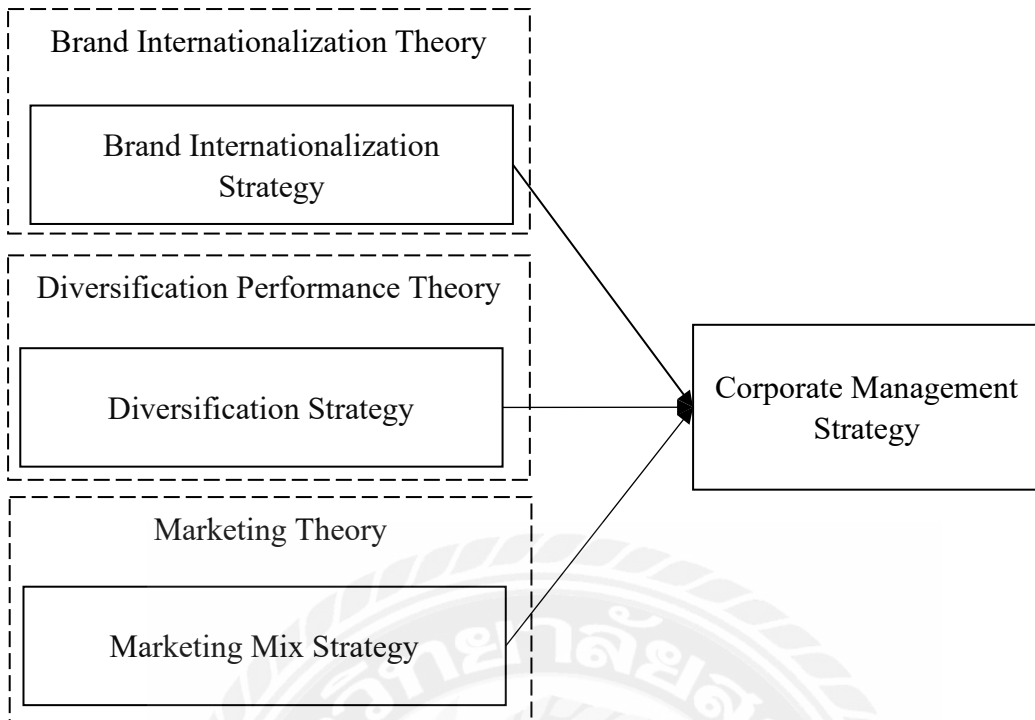 Brand Internationalization Theory
Brand Internationalization
Strategy
Diversification Performance Theory
Diversification Strategy
Corporate Management
Strategy
Marketing Theory
Marketing Mix Strategy